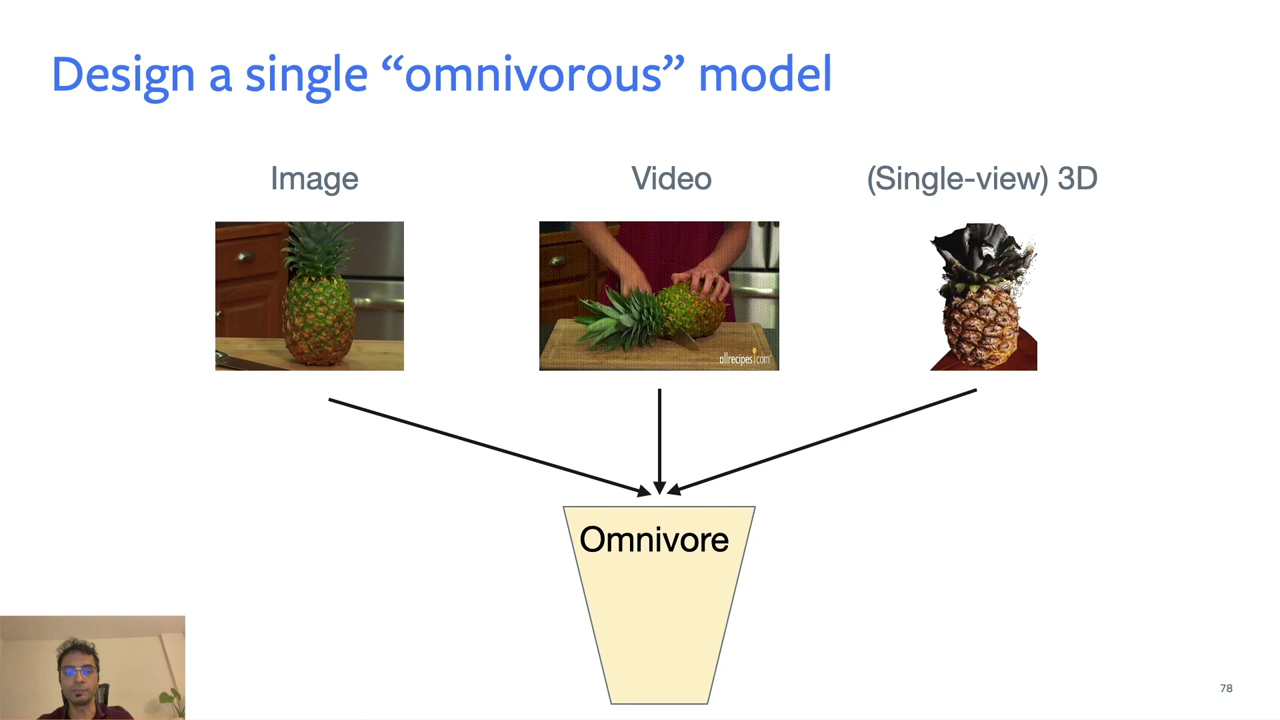 Design a single “omnivorous” model
Image
Video
(Single-view) 3D
allrecipes.com
Omnivore
78